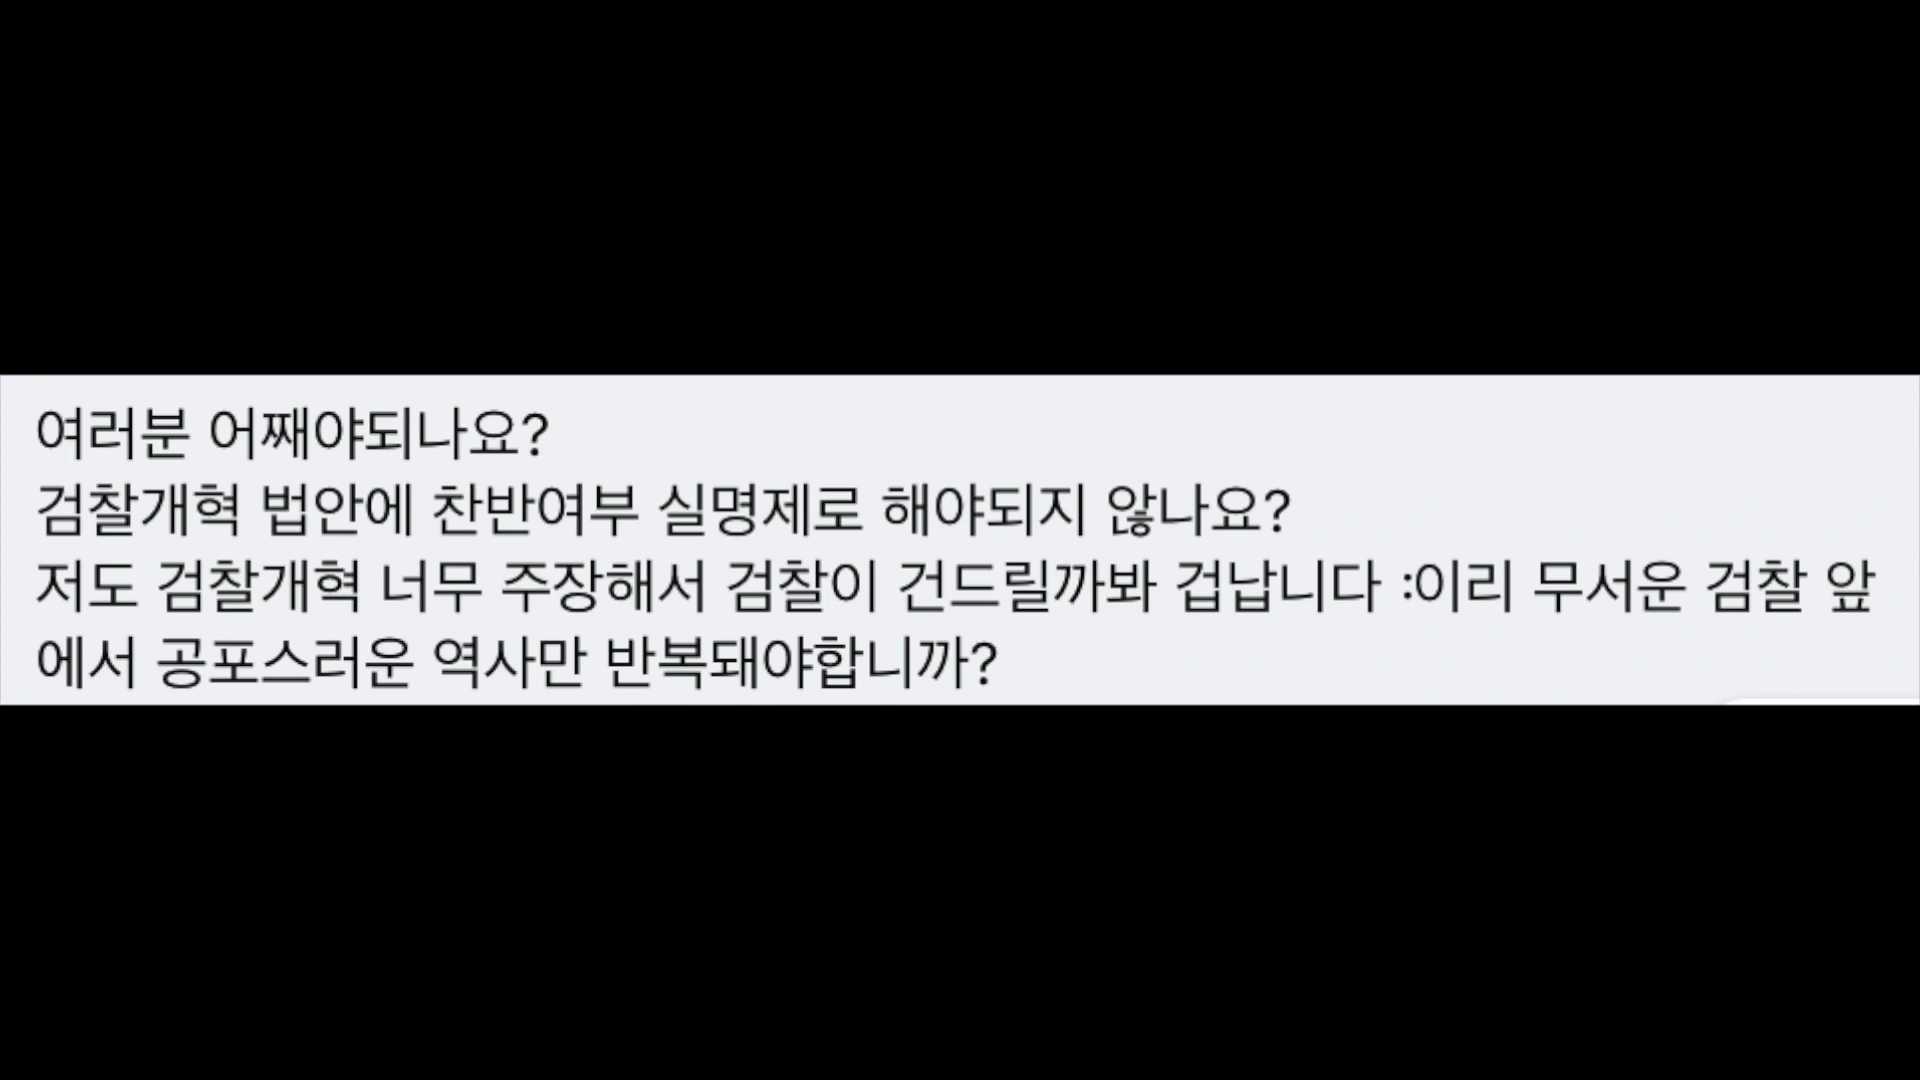 여러분 어째야되나요?
검찰개혁 법안에 찬반여부 실명제로 해야되지 않나요?
저도 검찰개혁 너무 주장해서 검찰이 건드릴까봐 겁납니다 :이리 무서운 검찰 앞
에서 공포스러운 역사만 반복돼야합니까?